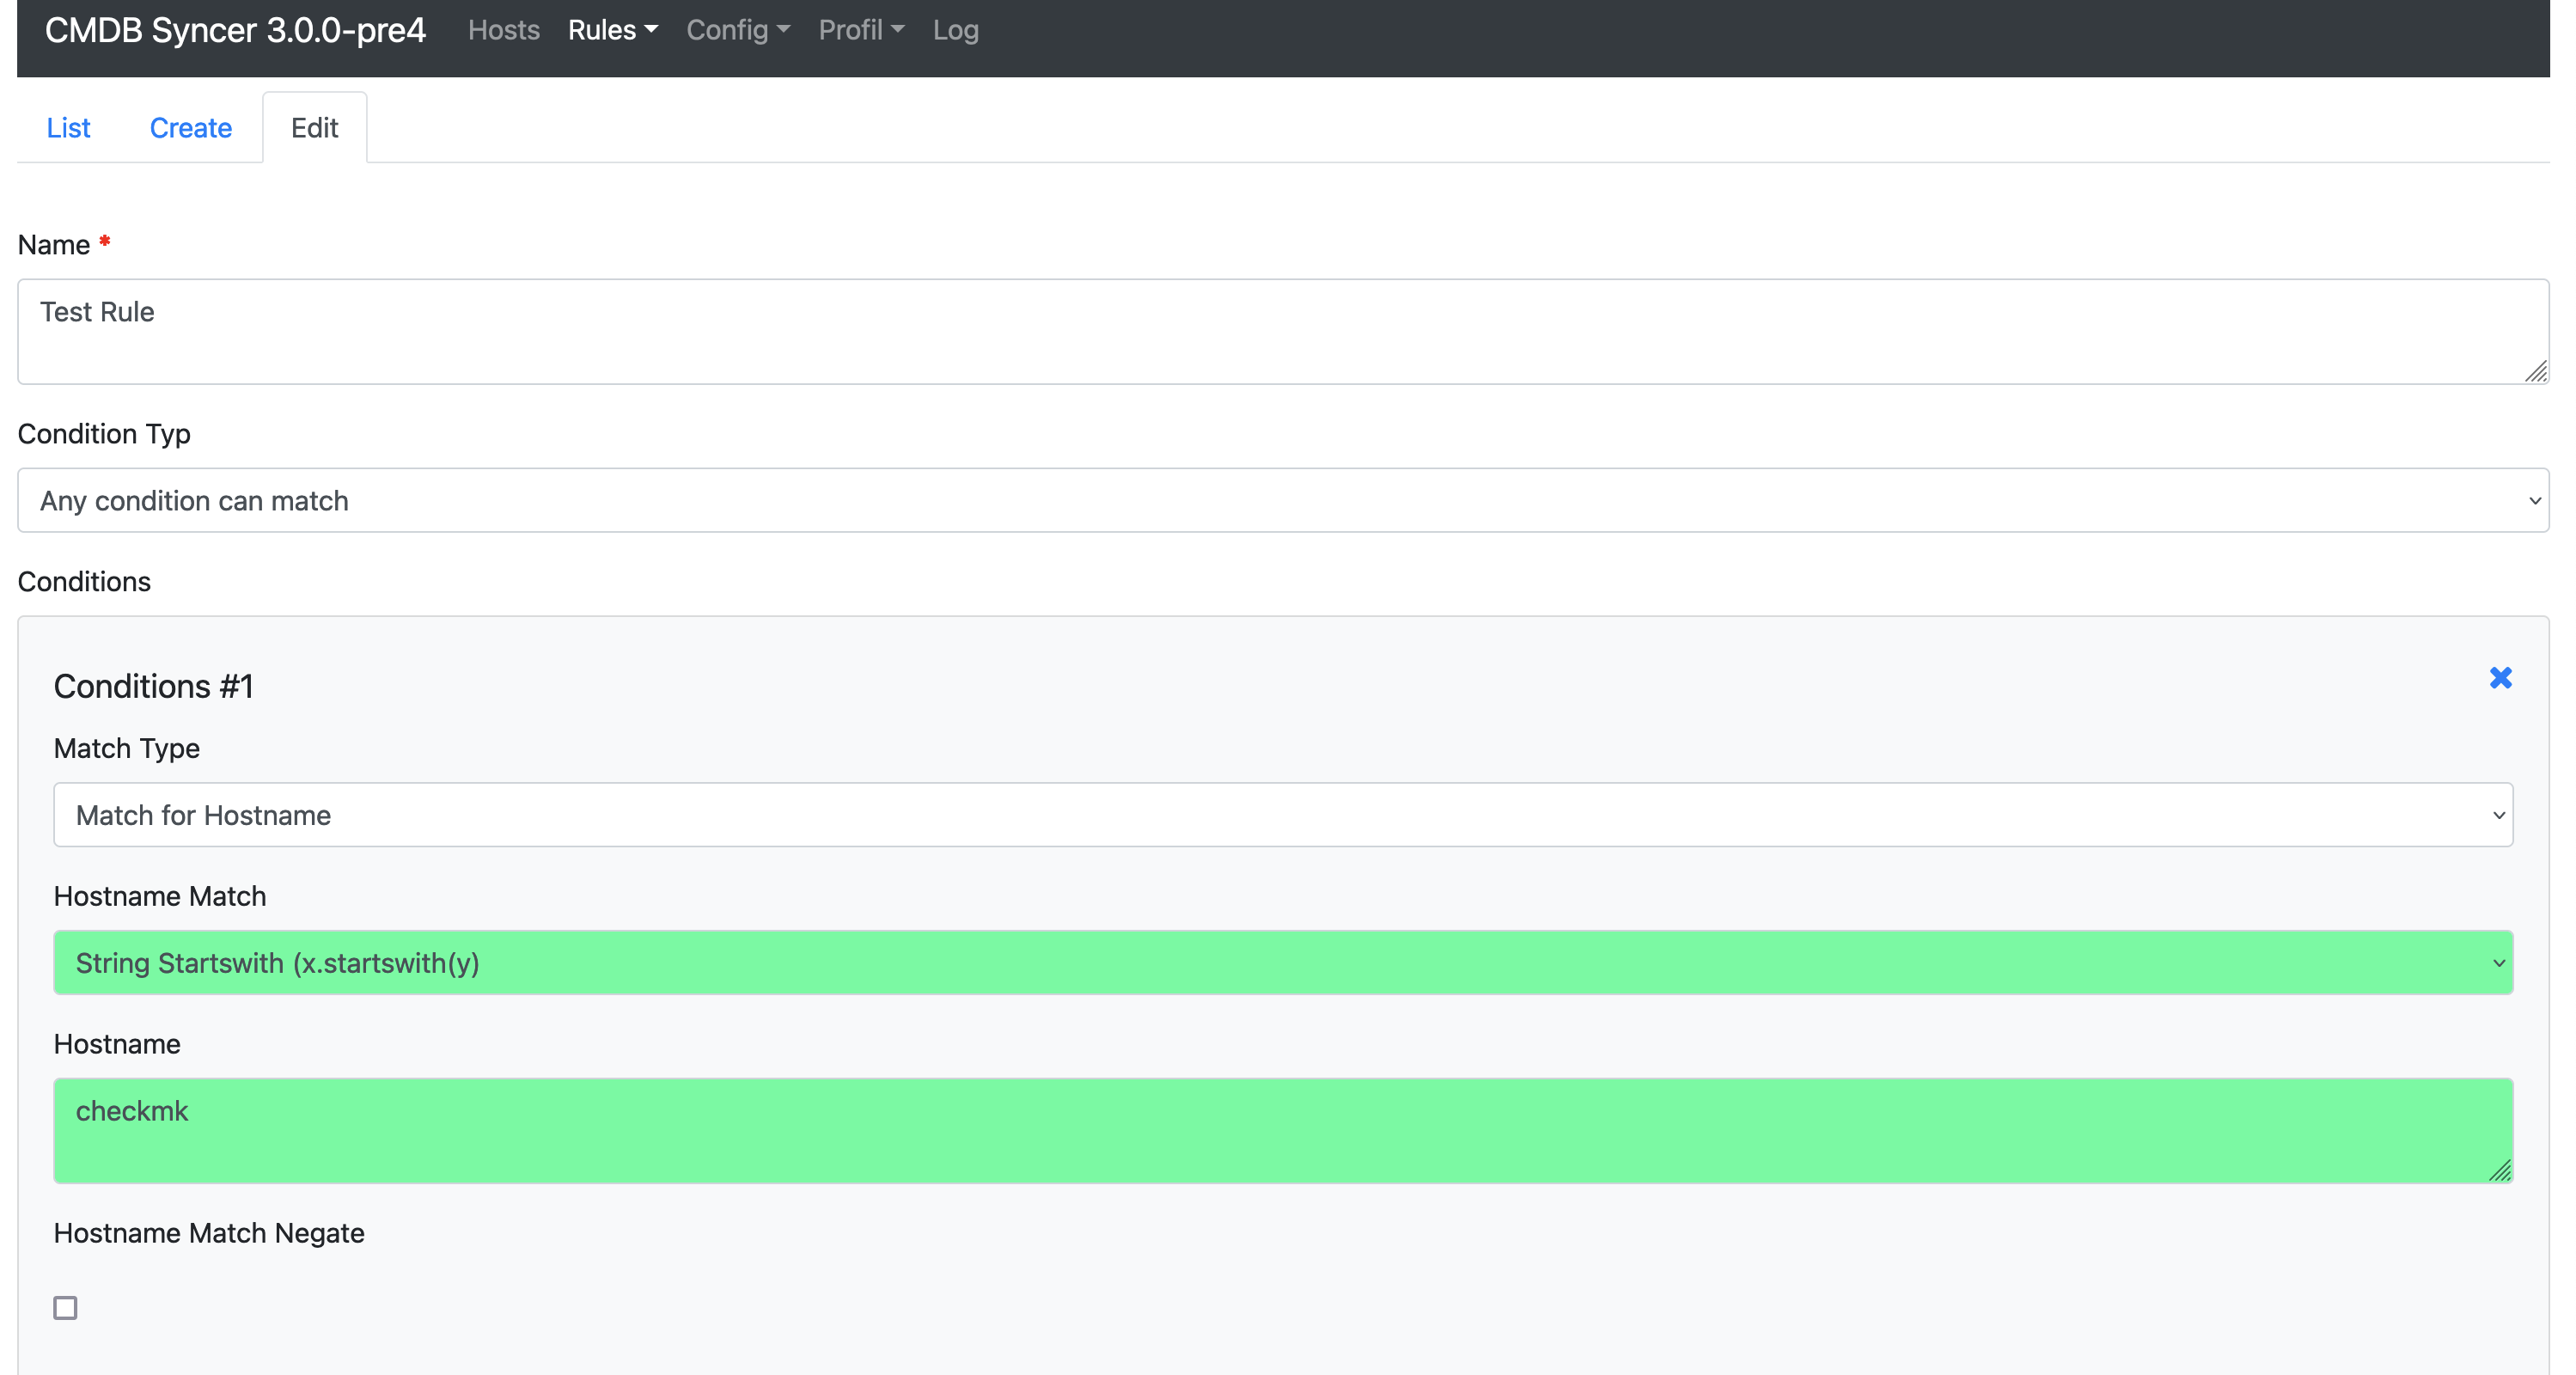 CMDB Syncer 3.0.0-pre4 Hosts Rules Config Profil Log
List Create Edit
Name *
Test Rule
Condition Typ
Any condition can match
Conditions
Conditions #1
Match Type
Match for Hostname
Hostname Match
String Startswith (x.startswith(y)
Hostname
checkmk
Hostname Match Negate